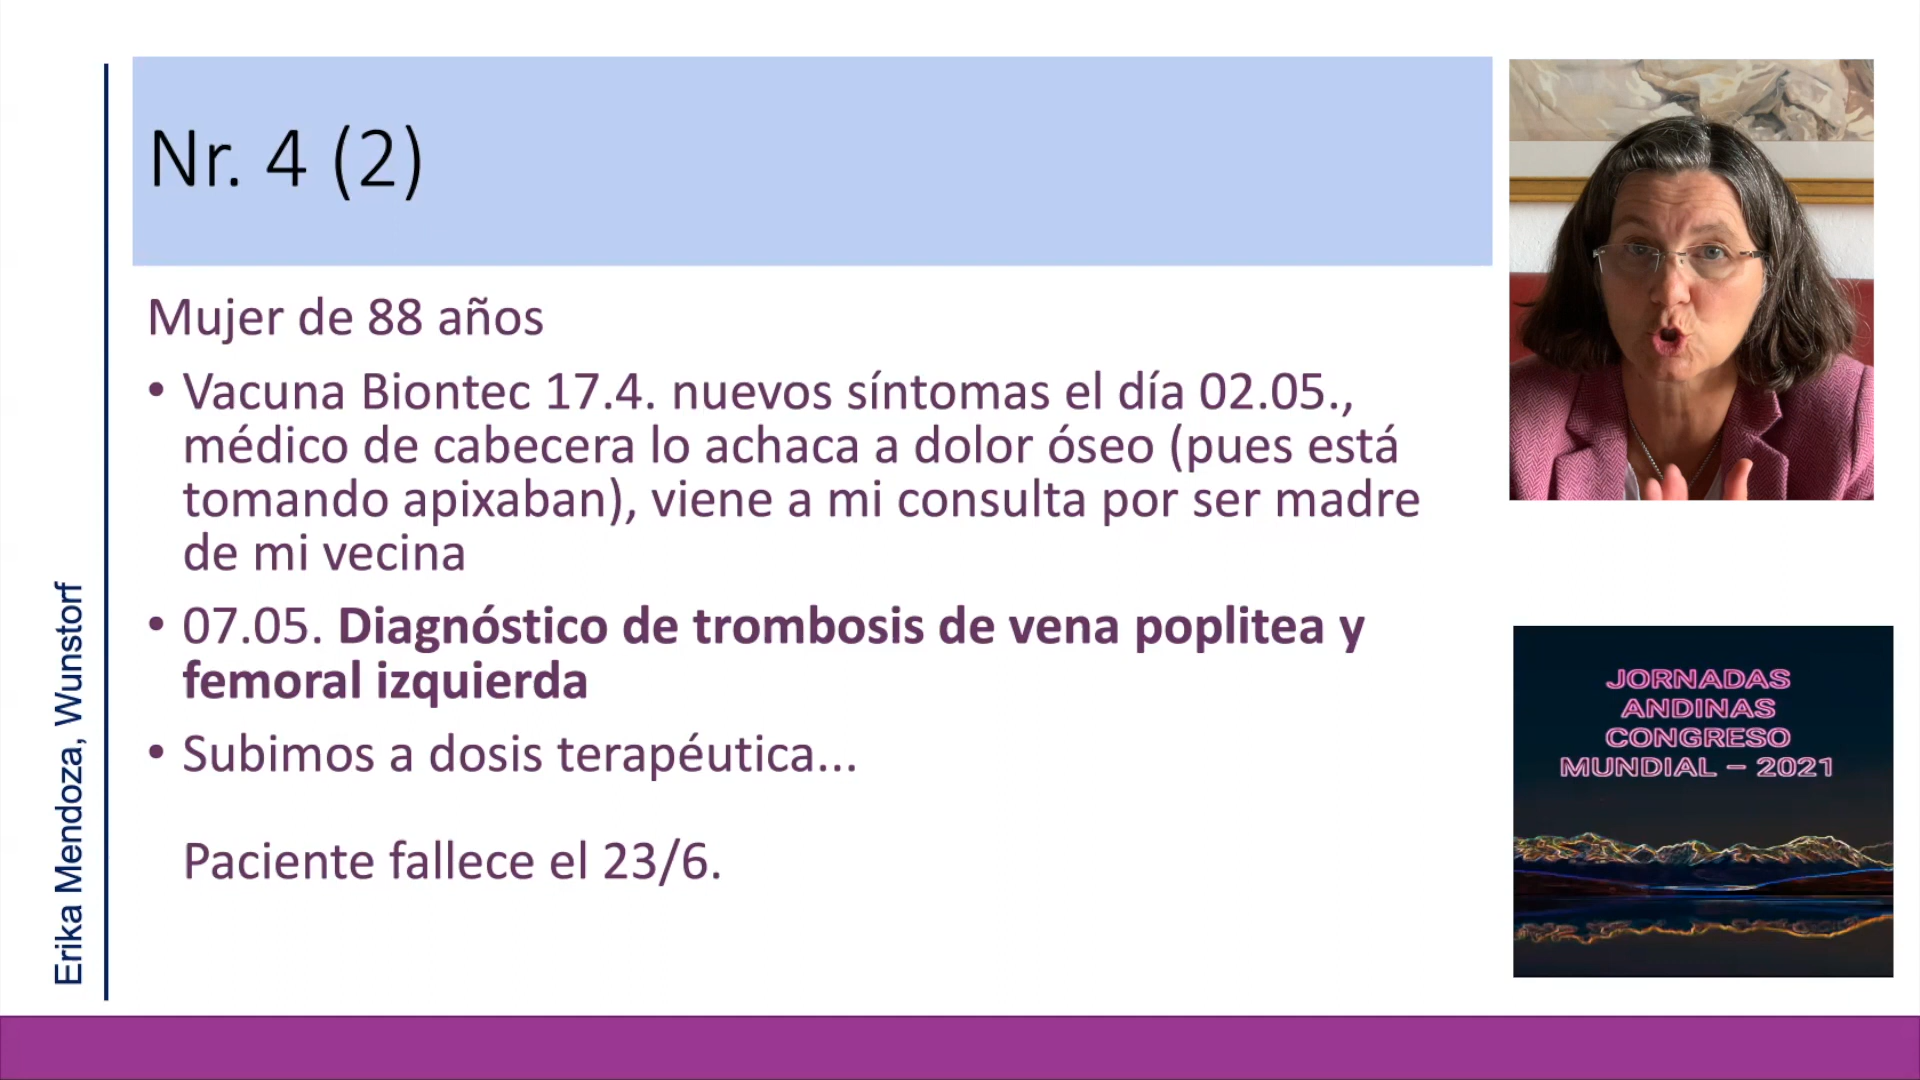 Nr. 4 (2)
Mujer de 88 años
• Vacuna Biontec 17.4. nuevos síntomas el día 02.05.,
médico de cabecera lo achaca a dolor óseo (pues está
tomando apixaban), viene a mi consulta por ser madre
de mi vecina
• 07.05. Diagnóstico de trombosis de vena poplitea y
femoral izquierda
• Subimos a dosis terapéutica...
Paciente fallece el 23/6.
Erika Mendoza, Wunstorf
JORNADAS
ANDINAS
CONGRESO
MUNDIAL – 2021